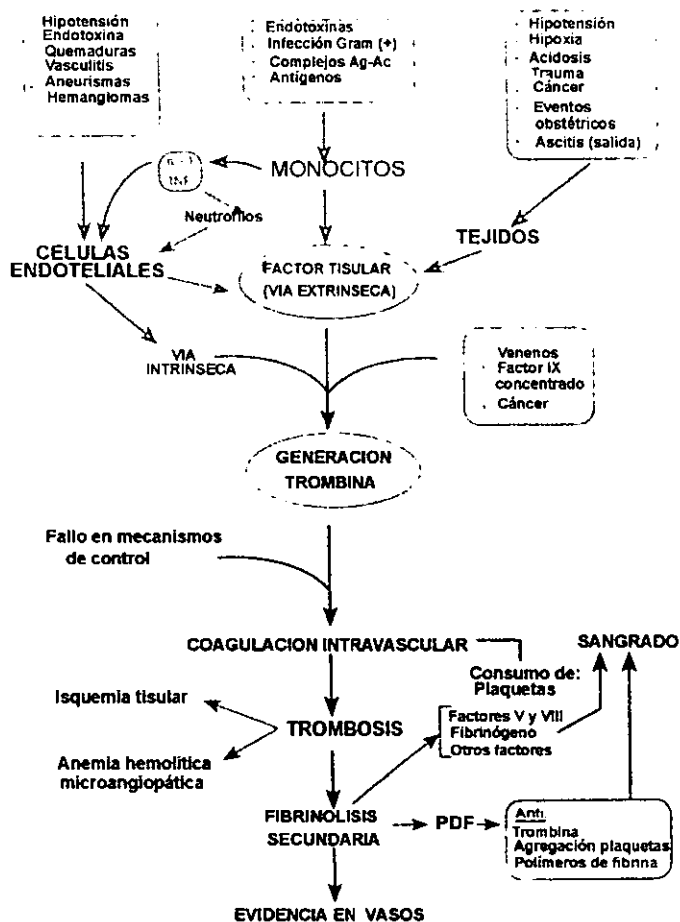 Hipotensión
Endotoxina
Quemaduras
Vasculitis
Aneurismas
Hemangiomas
Endotoxinas
Infección Gram (+)
Complejos Ag-Ac
Antígenos
Hipotensión
Hipoxia
Acidosis
Trauma
Cáncer
Eventos
obstétricos
Ascitis (salida)
MONOCITOS
TNF
Neutrofilos
CELULAS
ENDOTELIALES
TEJIDOS
FACTOR TISULAR
(VIA EXTRINSECA)
VIA
INTRINSECA
Venenos
Factor IX
concentrado
Cáncer
GENERACION
TROMBINA
Fallo en mecanismos
de control
COAGULACION INTRAVASCULAR
SANGRADO
Consumo de:
Plaquetas
Factores V y VIII
Fibrinógeno
Otros factores
Isquemia tisular
TROMBOSIS
Anemia hemolítica
microangiopática
FIBRINOLISIS
SECUNDARIA
PDF
Anti.
Trombina
Agregación plaquetas
Polímeros de fibrina
EVIDENCIA EN VASOS